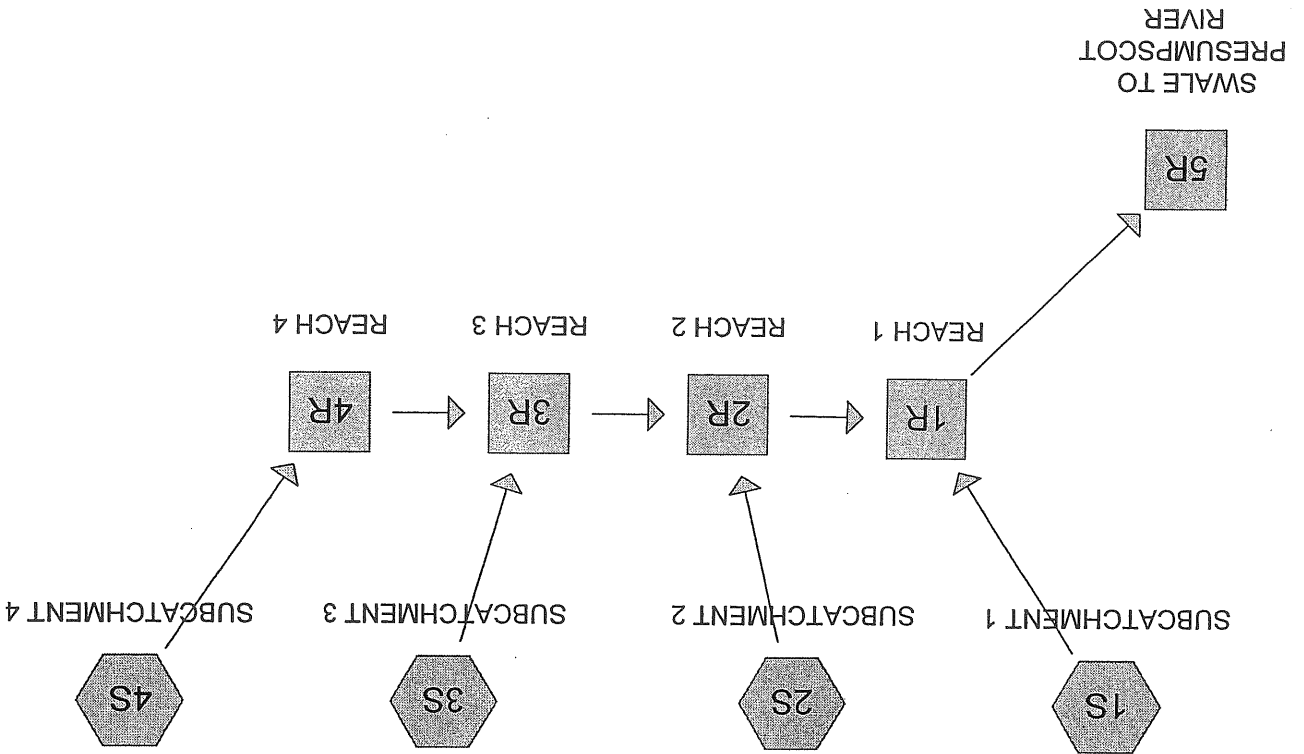 1S
2S
3S
4S
SUBCATCHMENT 1
SUBCATCHMENT 2
SUBCATCHMENT 3
SUBCATCHMENT 4
1R
2R
3R
4R
REACH 1
REACH 2
REACH 3
REACH 4
5R
SWALE TO
PRESUMPSCOT
RIVER